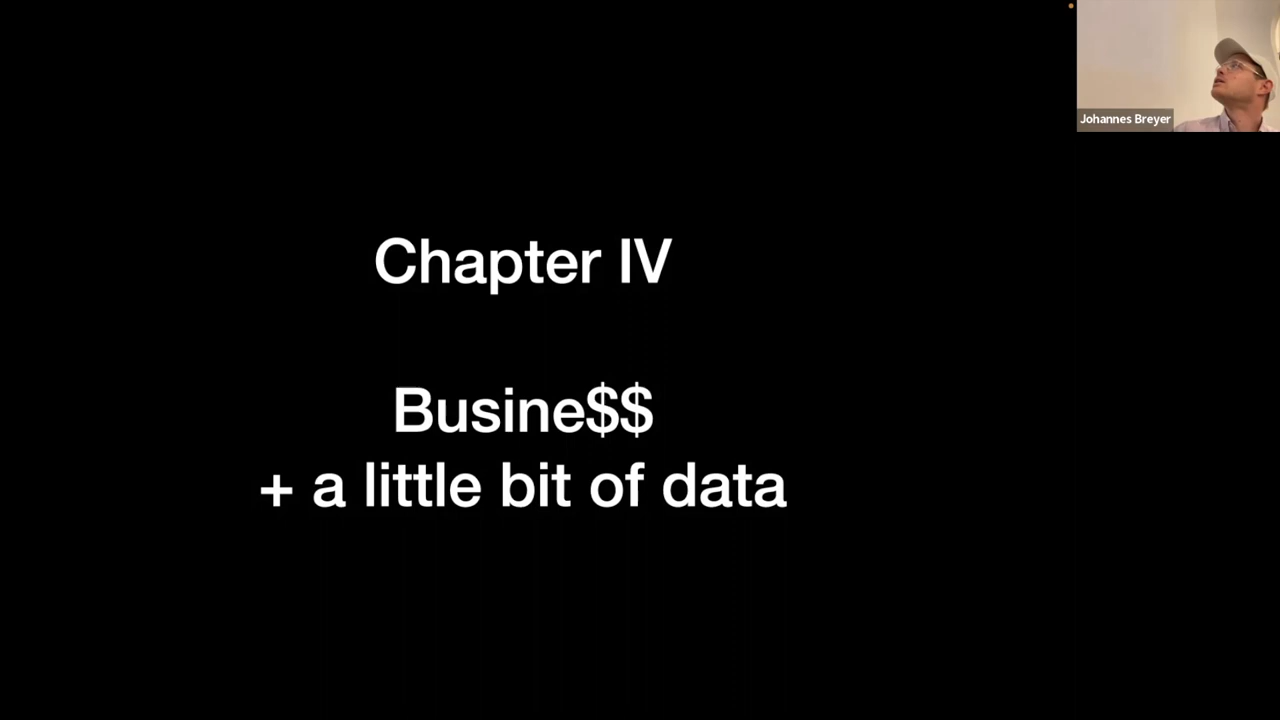 Johannes Breyer
Chapter IV
Busine$$
+ a little bit of data